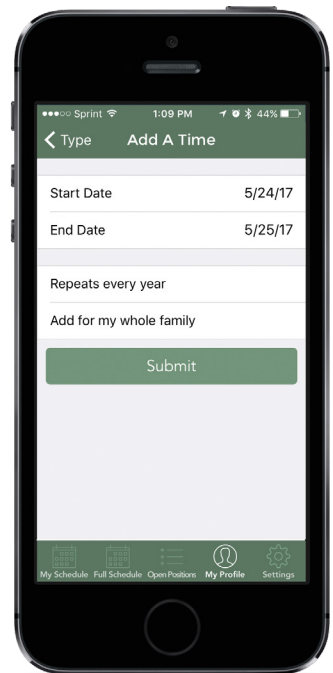 Sprint 1:09 PM 44%
Type Add A Time
Start Date 5/24/17
End Date 5/25/17
Repeats every year
Add for my whole family
Submit
My Schedule Full Schedule Open Positions My Profile Settings